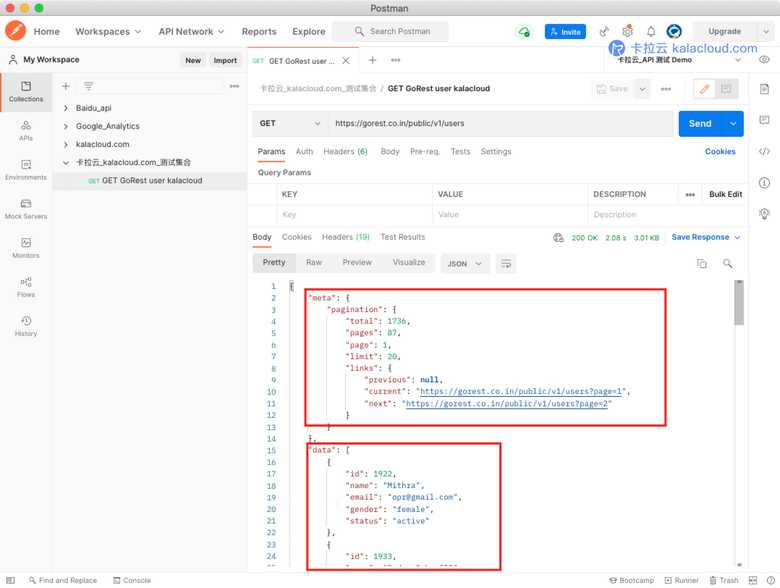 Postman
Home Workspaces API Network Reports Explore Search Postman Invite Upgrade
卡拉云 kalacloud.com
My Workspace New Import GET GET GoRest user ... 卡拉云_API 测试 Demo
Collections
APIs
Environments
Mock Servers
Monitors
Flows
History
Baidu_api
Google_Analytics
kalacloud.com
卡拉云_kalacloud.com_测试集合
GET GET GoRest user kalacloud
卡拉云_kalacloud.com_测试集合 / GET GoRest user kalacloud Save
GET https://gorest.co.in/public/v1/users Send
Params Auth Headers (6) Body Pre-req. Tests Settings Cookies
Query Params
KEY VALUE DESCRIPTION Bulk Edit
Key Value Description
Body Cookies Headers (19) Test Results 200 OK 2.08 s 3.01 KB Save Response
Pretty Raw Preview Visualize JSON
1 {
2 "meta": {
3 "pagination": {
4 "total": 1736,
5 "pages": 87,
6 "page": 1,
7 "limit": 20,
8 "links": {
9 "previous": null,
10 "current": "https://gorest.co.in/public/v1/users?page=1",
11 "next": "https://gorest.co.in/public/v1/users?page=2"
12 }
13 }
14 },
15 "data": [
16 {
17 "id": 1922,
18 "name": "Mithra",
19 "email": "opr@gmail.com",
20 "gender": "female",
21 "status": "active"
22 },
23 {
24 "id": 1933,
Find and Replace Console Bootcamp Runner Trash